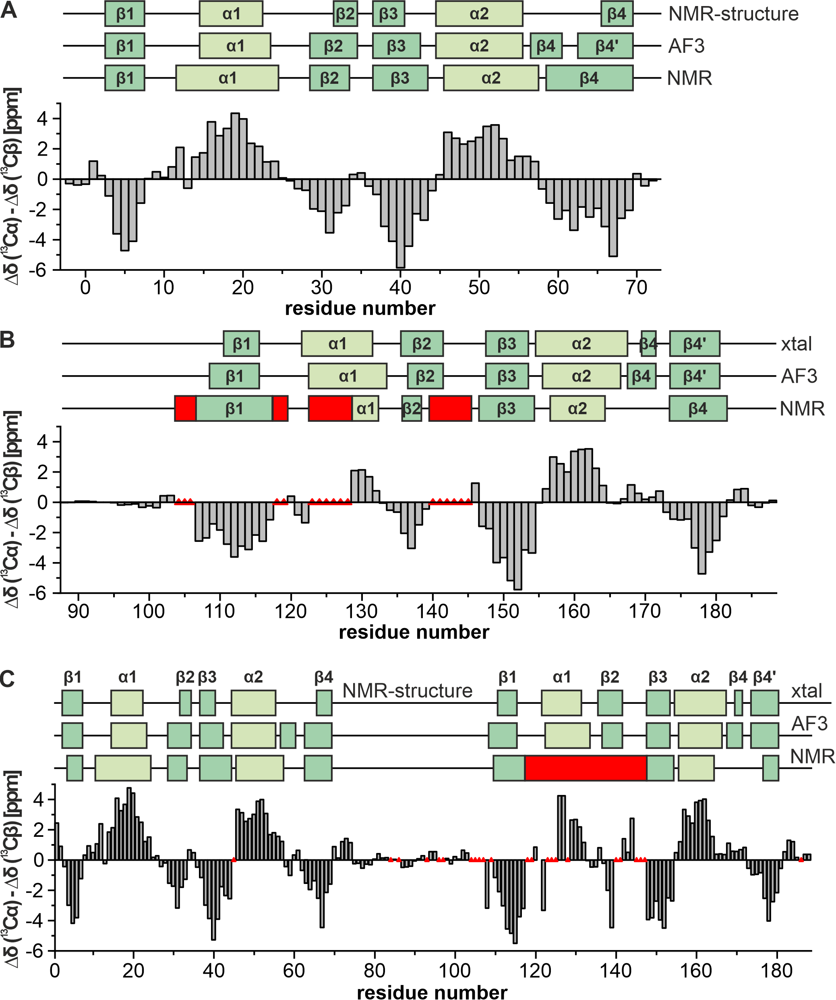 A
β1 α1 β2 β3 α2 β4 NMR-structure
β1 α1 β2 β3 α2 β4 β4' AF3
β1 α1 β2 β3 α2 β4 NMR
Δδ (¹³Cα) - Δδ (¹³Cβ) [ppm]
4
2
0
-2
-4
-6
0 10 20 30 40 50 60 70
residue number
B
β1 α1 β2 β3 α2 β4 β4' xtal
β1 α1 β2 β3 α2 β4 β4' AF3
β1 α1 β2 β3 α2 β4 NMR
Δδ (¹³Cα) - Δδ (¹³Cβ) [ppm]
4
2
0
-2
-4
-6
90 100 110 120 130 140 150 160 170 180
residue number
C
β1 α1 β2 β3 α2 β4 β1 α1 β2 β3 α2 β4 β4'
NMR-structure xtal
AF3
NMR
Δδ (¹³Cα) - Δδ (¹³Cβ) [ppm]
4
2
0
-2
-4
-6
0 20 40 60 80 100 120 140 160 180
residue number